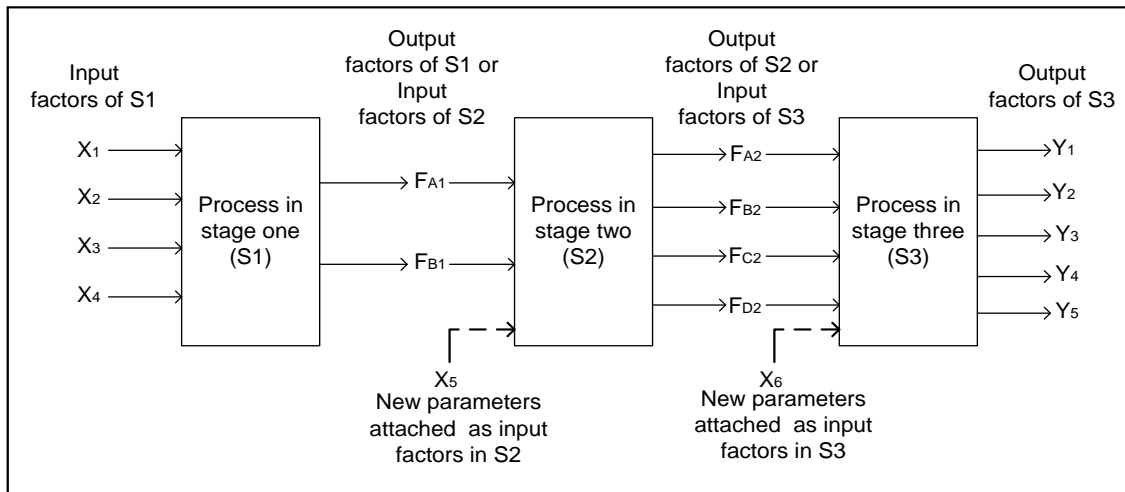 Input
factors of S1
Output
factors of S1 or
Input
factors of S2
Output
factors of S2 or
Input
factors of S3
Output
factors of S3
X1
X2
X3
X4
Process in
stage one
(S1)
FA1
FB1
X5
New parameters
attached as input
factors in S2
Process in
stage two
(S2)
FA2
FB2
FC2
FD2
X6
New parameters
attached as input
factors in S3
Process in
stage three
(S3)
Y1
Y2
Y3
Y4
Y5